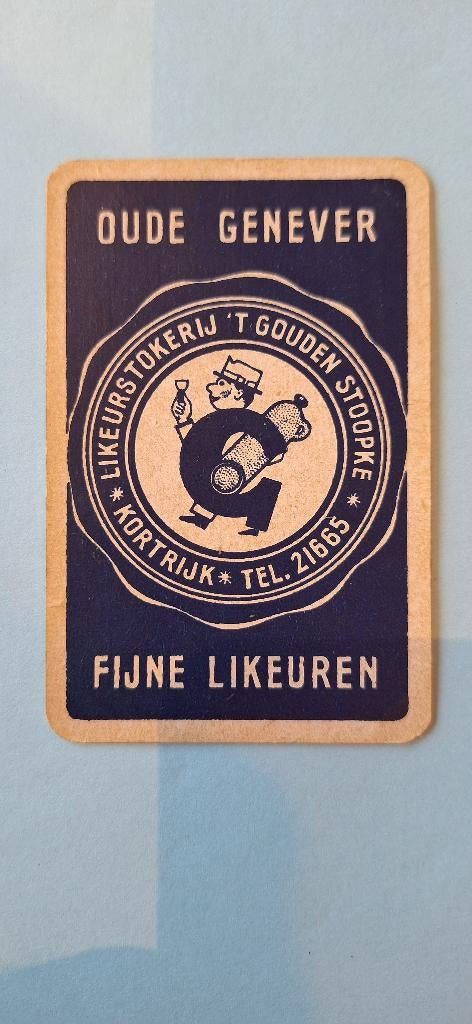 OUDE GENEVER
LIKEURSTOKERIJ 'T GOUDEN STOOPKE
* KORTRIJK * TEL. 21665 *
FIJNE LIKEUREN